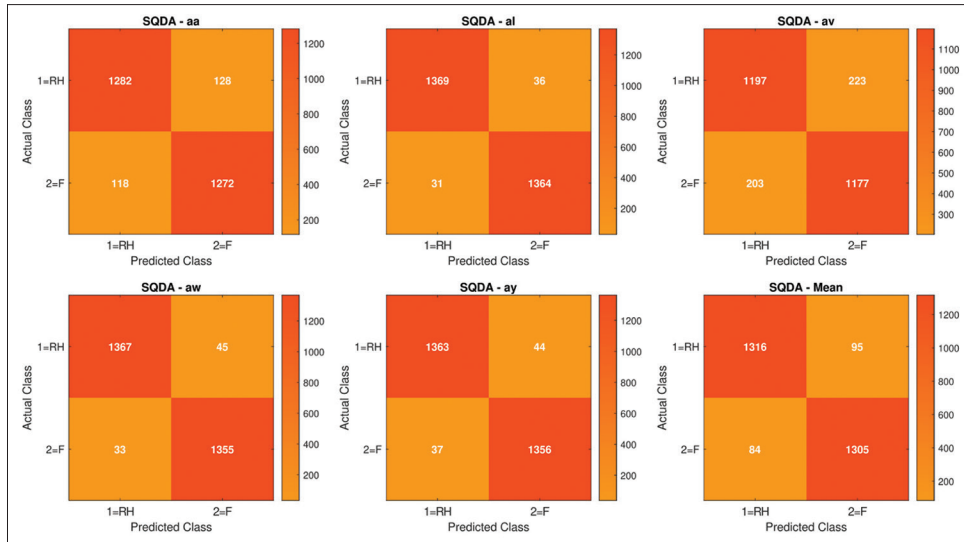 SQDA - aa
1=RH
1282
128
2=F
118
1272
1=RH
2=F
Actual Class
Predicted Class
1200
1000
800
600
400
200
SQDA - al
1=RH
1369
36
2=F
31
1364
1=RH
2=F
Actual Class
Predicted Class
1200
1000
800
600
400
200
SQDA - av
1=RH
1197
223
2=F
203
1177
1=RH
2=F
Actual Class
Predicted Class
1100
1000
900
800
700
600
500
400
300
SQDA - aw
1=RH
1367
45
2=F
33
1355
1=RH
2=F
Actual Class
Predicted Class
1200
1000
800
600
400
200
SQDA - ay
1=RH
1363
44
2=F
37
1356
1=RH
2=F
Actual Class
Predicted Class
1200
1000
800
600
400
200
SQDA - Mean
1=RH
1316
95
2=F
84
1305
1=RH
2=F
Actual Class
Predicted Class
1200
1000
800
600
400
200